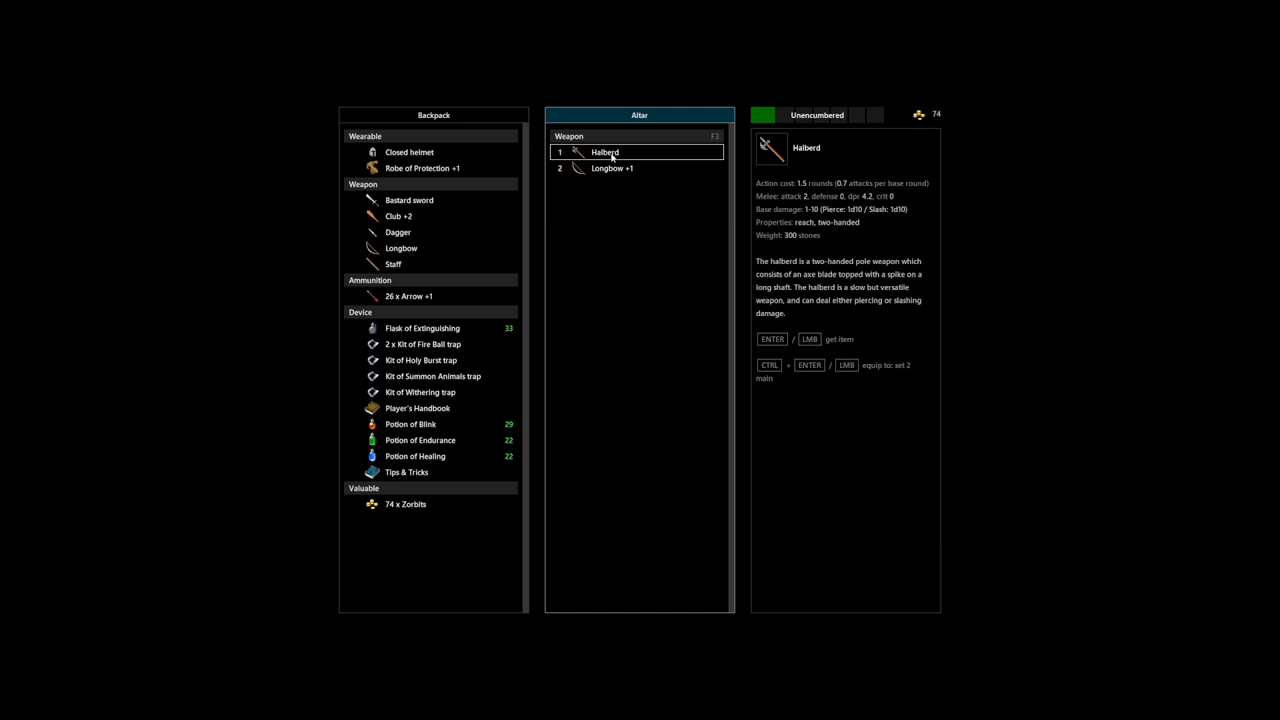 Backpack
Wearable
Closed helmet
Robe of Protection +1
Weapon
Bastard sword
Club +2
Dagger
Longbow
Staff
Ammunition
26 x Arrow +1
Device
Flask of Extinguishing 33
2 x Kit of Fire Ball trap
Kit of Holy Burst trap
Kit of Summon Animals trap
Kit of Withering trap
Player's Handbook
Potion of Blink 29
Potion of Endurance 22
Potion of Healing 22
Tips & Tricks
Valuable
74 x Zorbits
Altar
Weapon F3
1 Halberd
2 Longbow +1
Unencumbered 74
Halberd
Action cost: 1.5 rounds (0.7 attacks per base round)
Melee: attack 2, defense 0, dpr 4.2, crit 0
Base damage: 1-10 (Pierce: 1d10 / Slash: 1d10)
Properties: reach, two-handed
Weight: 300 stones
The halberd is a two-handed pole weapon which
consists of an axe blade topped with a spike on a
long shaft. The halberd is a slow but versatile
weapon, and can deal either piercing or slashing
damage.
ENTER / LMB get item
CTRL + ENTER / LMB equip to: set 2
main